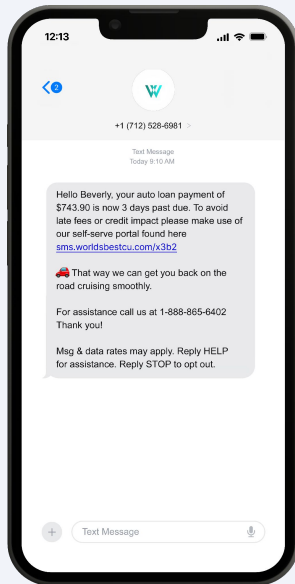 12:13
2
W
+1 (712) 528-6981 >
Text Message
Today 9:10 AM
Hello Beverly, your auto loan payment of
$743.90 is now 3 days past due. To avoid
late fees or credit impact please make use of
our self-serve portal found here
sms.worldsbestcu.com/x3b2
🚗 That way we can get you back on the
road cruising smoothly.
For assistance call us at 1-888-865-6402
Thank you!
Msg & data rates may apply. Reply HELP
for assistance. Reply STOP to opt out.
+
Text Message